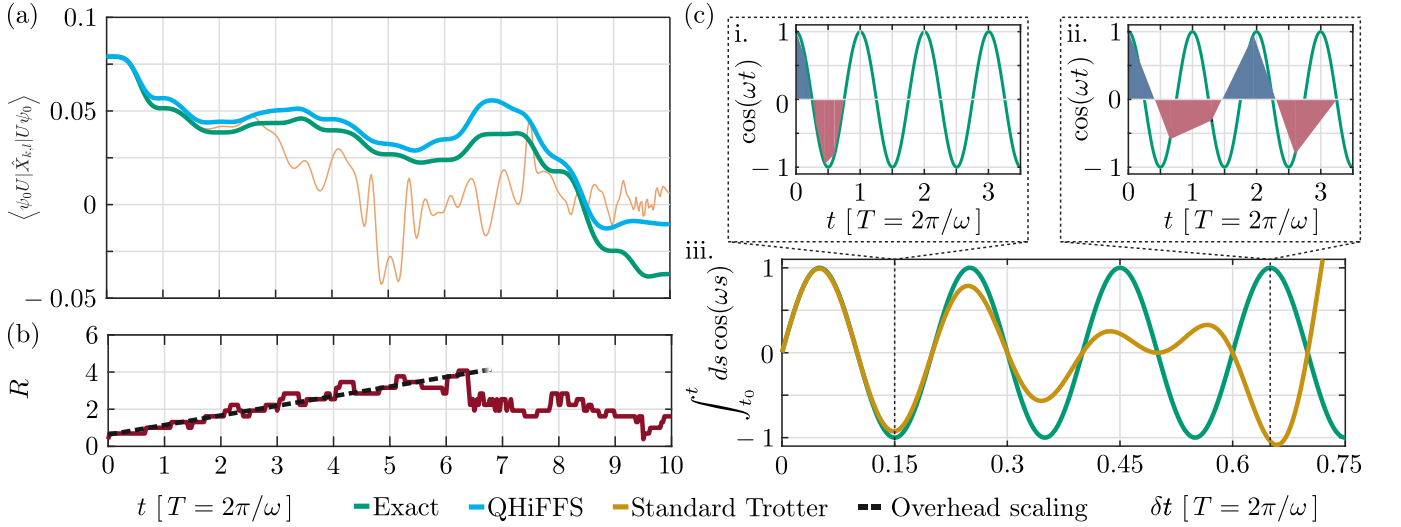 (a)
0.1
0.05
0
− 0.05
⟨ψ₀U|X̂ₖ,ₗ|Uψ₀⟩
(b)
6
4
2
0
R
0 1 2 3 4 5 6 7 8 9 10
t [ T = 2π/ω]
(c)
i.
1
0
− 1
cos(ωt)
0 1 2 3
t [ T = 2π/ω]
ii.
1
0
− 1
cos(ωt)
0 1 2 3
t [ T = 2π/ω]
iii.
1
0
− 1
∫ₜ₀ᵗ ds cos(ωs)
0 0.15 0.3 0.45 0.6 0.75
δt [ T = 2π/ω]
Exact QHiFFS Standard Trotter Overhead scaling